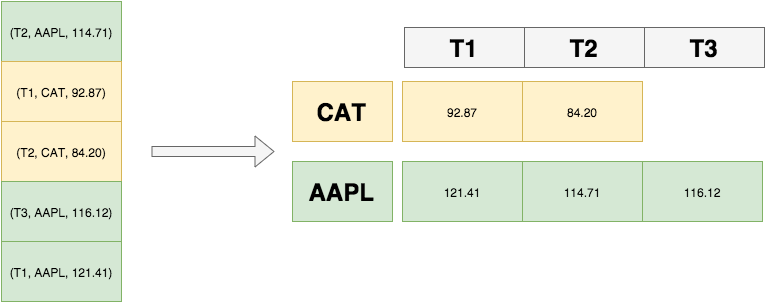 (T2, AAPL, 114.71)
(T1, CAT, 92.87)
(T2, CAT, 84.20)
(T3, AAPL, 116.12)
(T1, AAPL, 121.41)
T1 T2 T3
CAT 92.87 84.20
AAPL 121.41 114.71 116.12